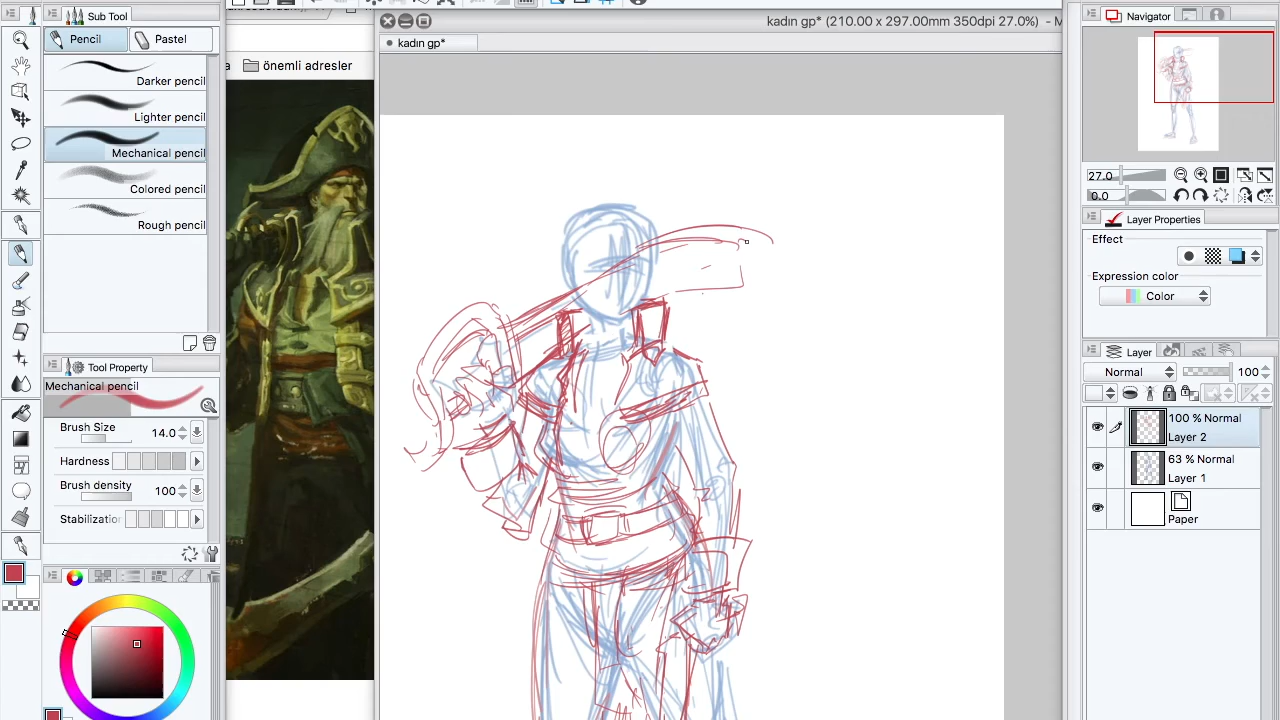 Sub Tool
kadın gp* (210.00 x 297.00mm 350dpi 27.0%) - M
Navigator
Pencil
Pastel
kadın gp*
a
önemli adresler
Darker pencil
Lighter pencil
Mechanical pencil
Colored pencil
Rough pencil
27.0
0.0
Layer Properties
Effect
Expression color
Color
Layer
Normal
100
100 % Normal
Layer 2
63 % Normal
Layer 1
Paper
Tool Property
Mechanical pencil
Brush Size
14.0
Hardness
Brush density
100
Stabilization